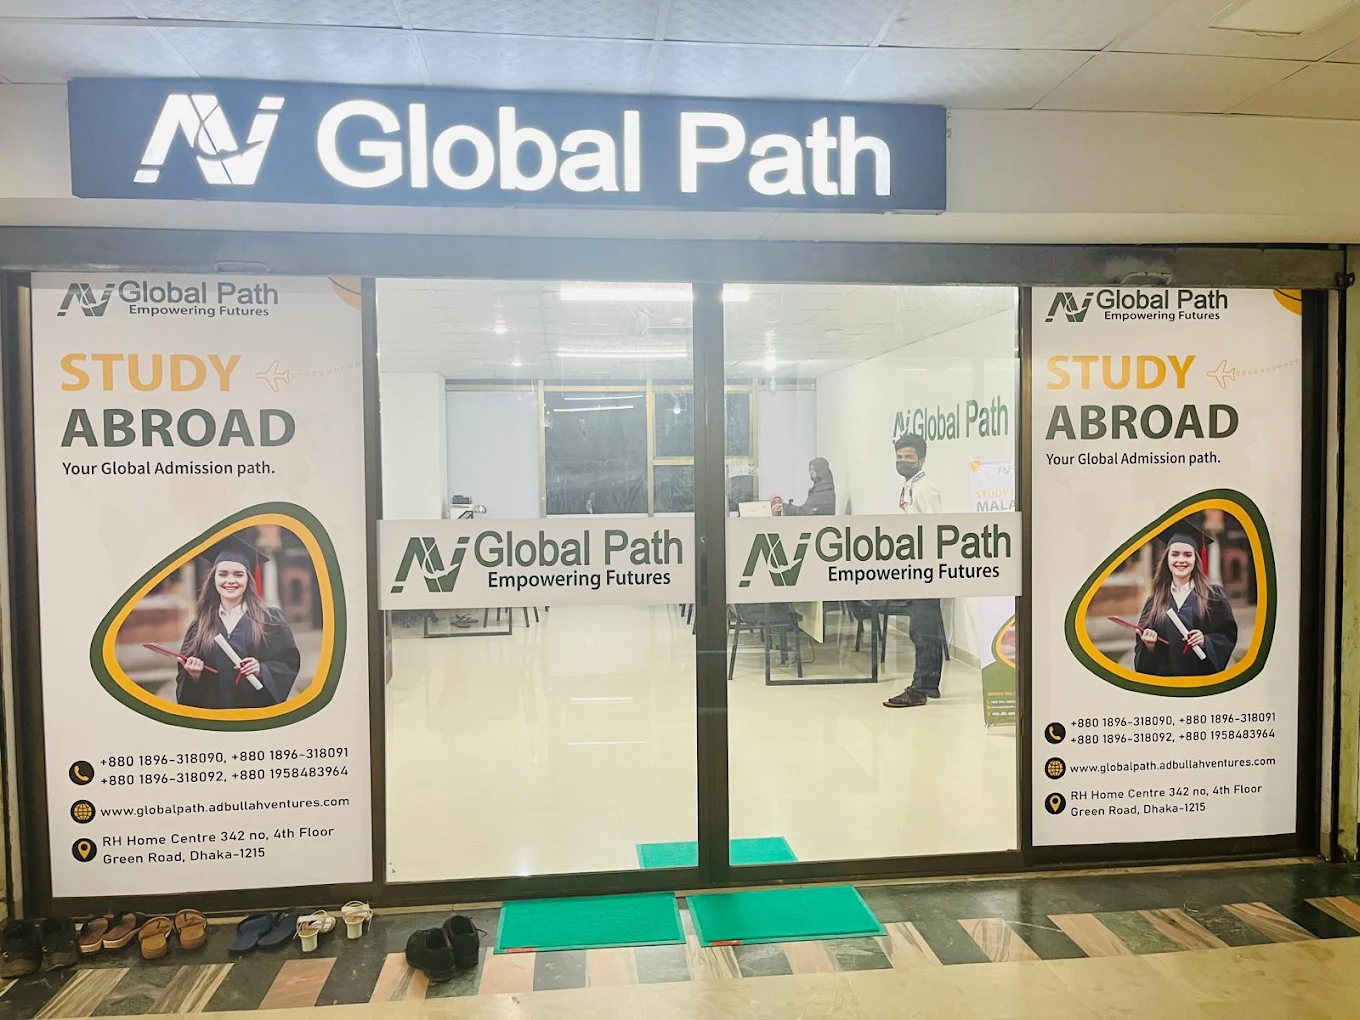 Global Path
Global Path
Empowering Futures
STUDY
ABROAD
Your Global Admission path.
+880 1896-318090, +880 1896-318091
+880 1896-318092, +880 1958483964
www.globalpath.adbullahventures.com
RH Home Centre 342 no, 4th Floor
Green Road, Dhaka-1215
Global Path
Empowering Futures
Global Path
STUDY
MALA
Global Path
Empowering Futures
Global Path
Empowering Futures
STUDY
ABROAD
Your Global Admission path.
+880 1896-318090, +880 1896-318091
+880 1896-318092, +880 1958483964
www.globalpath.adbullahventures.com
RH Home Centre 342 no, 4th Floor
Green Road, Dhaka-1215